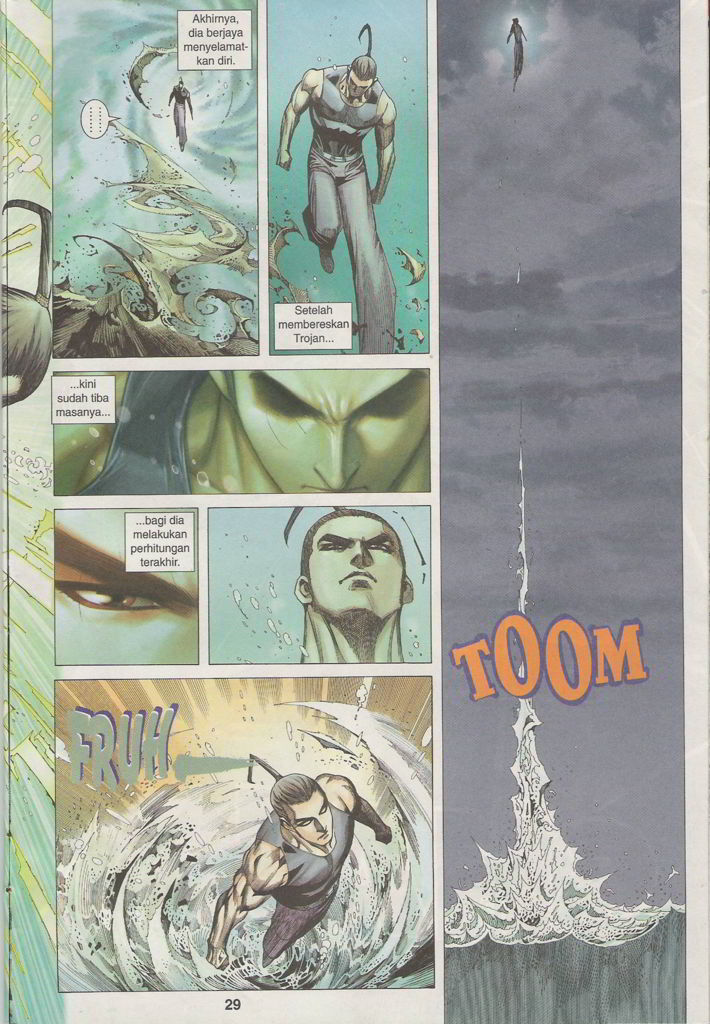 Akhirnya,
dia berjaya
menyelamat-
kan diri.
Setelah
membereskan
Trojan...
...kini
sudah tiba
masanya...
...bagi dia
melakukan
perhitungan
terakhir.
FRUH
TOOM
29